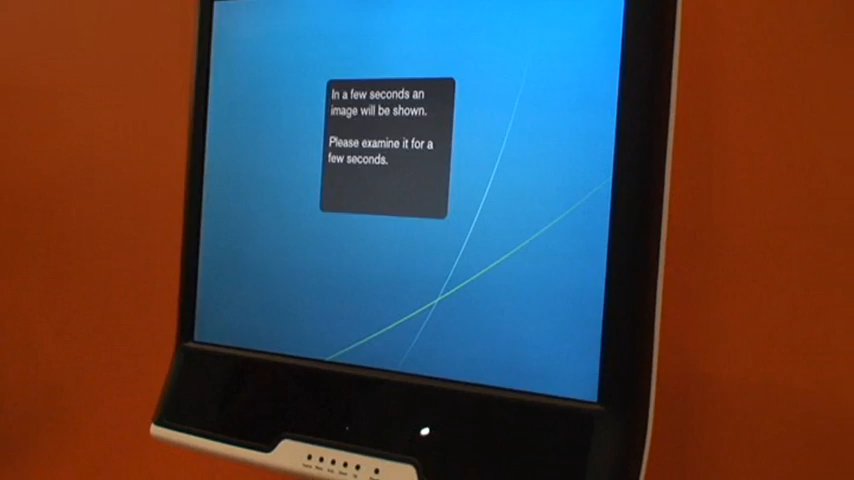 In a few seconds an
image will be shown.
Please examine it for a
few seconds.